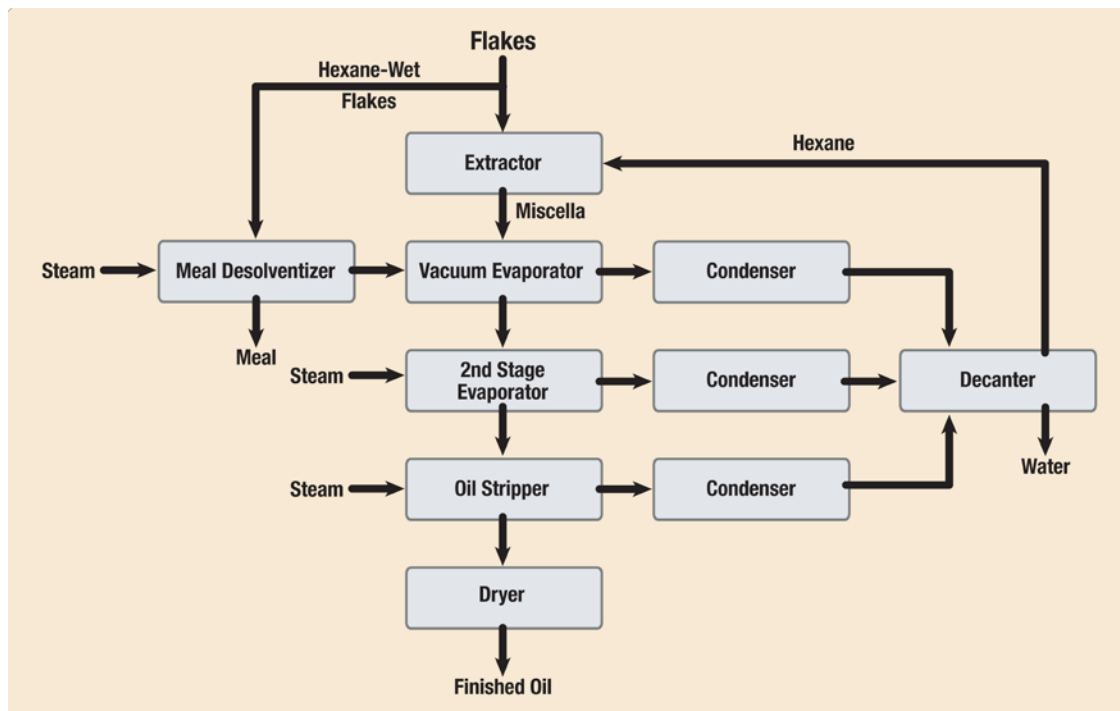 Flakes
Hexane-Wet
Flakes
Hexane
Extractor
Miscella
Steam
Meal Desolventizer
Vacuum Evaporator
Condenser
Meal
Steam
2nd Stage
Evaporator
Condenser
Decanter
Water
Steam
Oil Stripper
Condenser
Dryer
Finished Oil